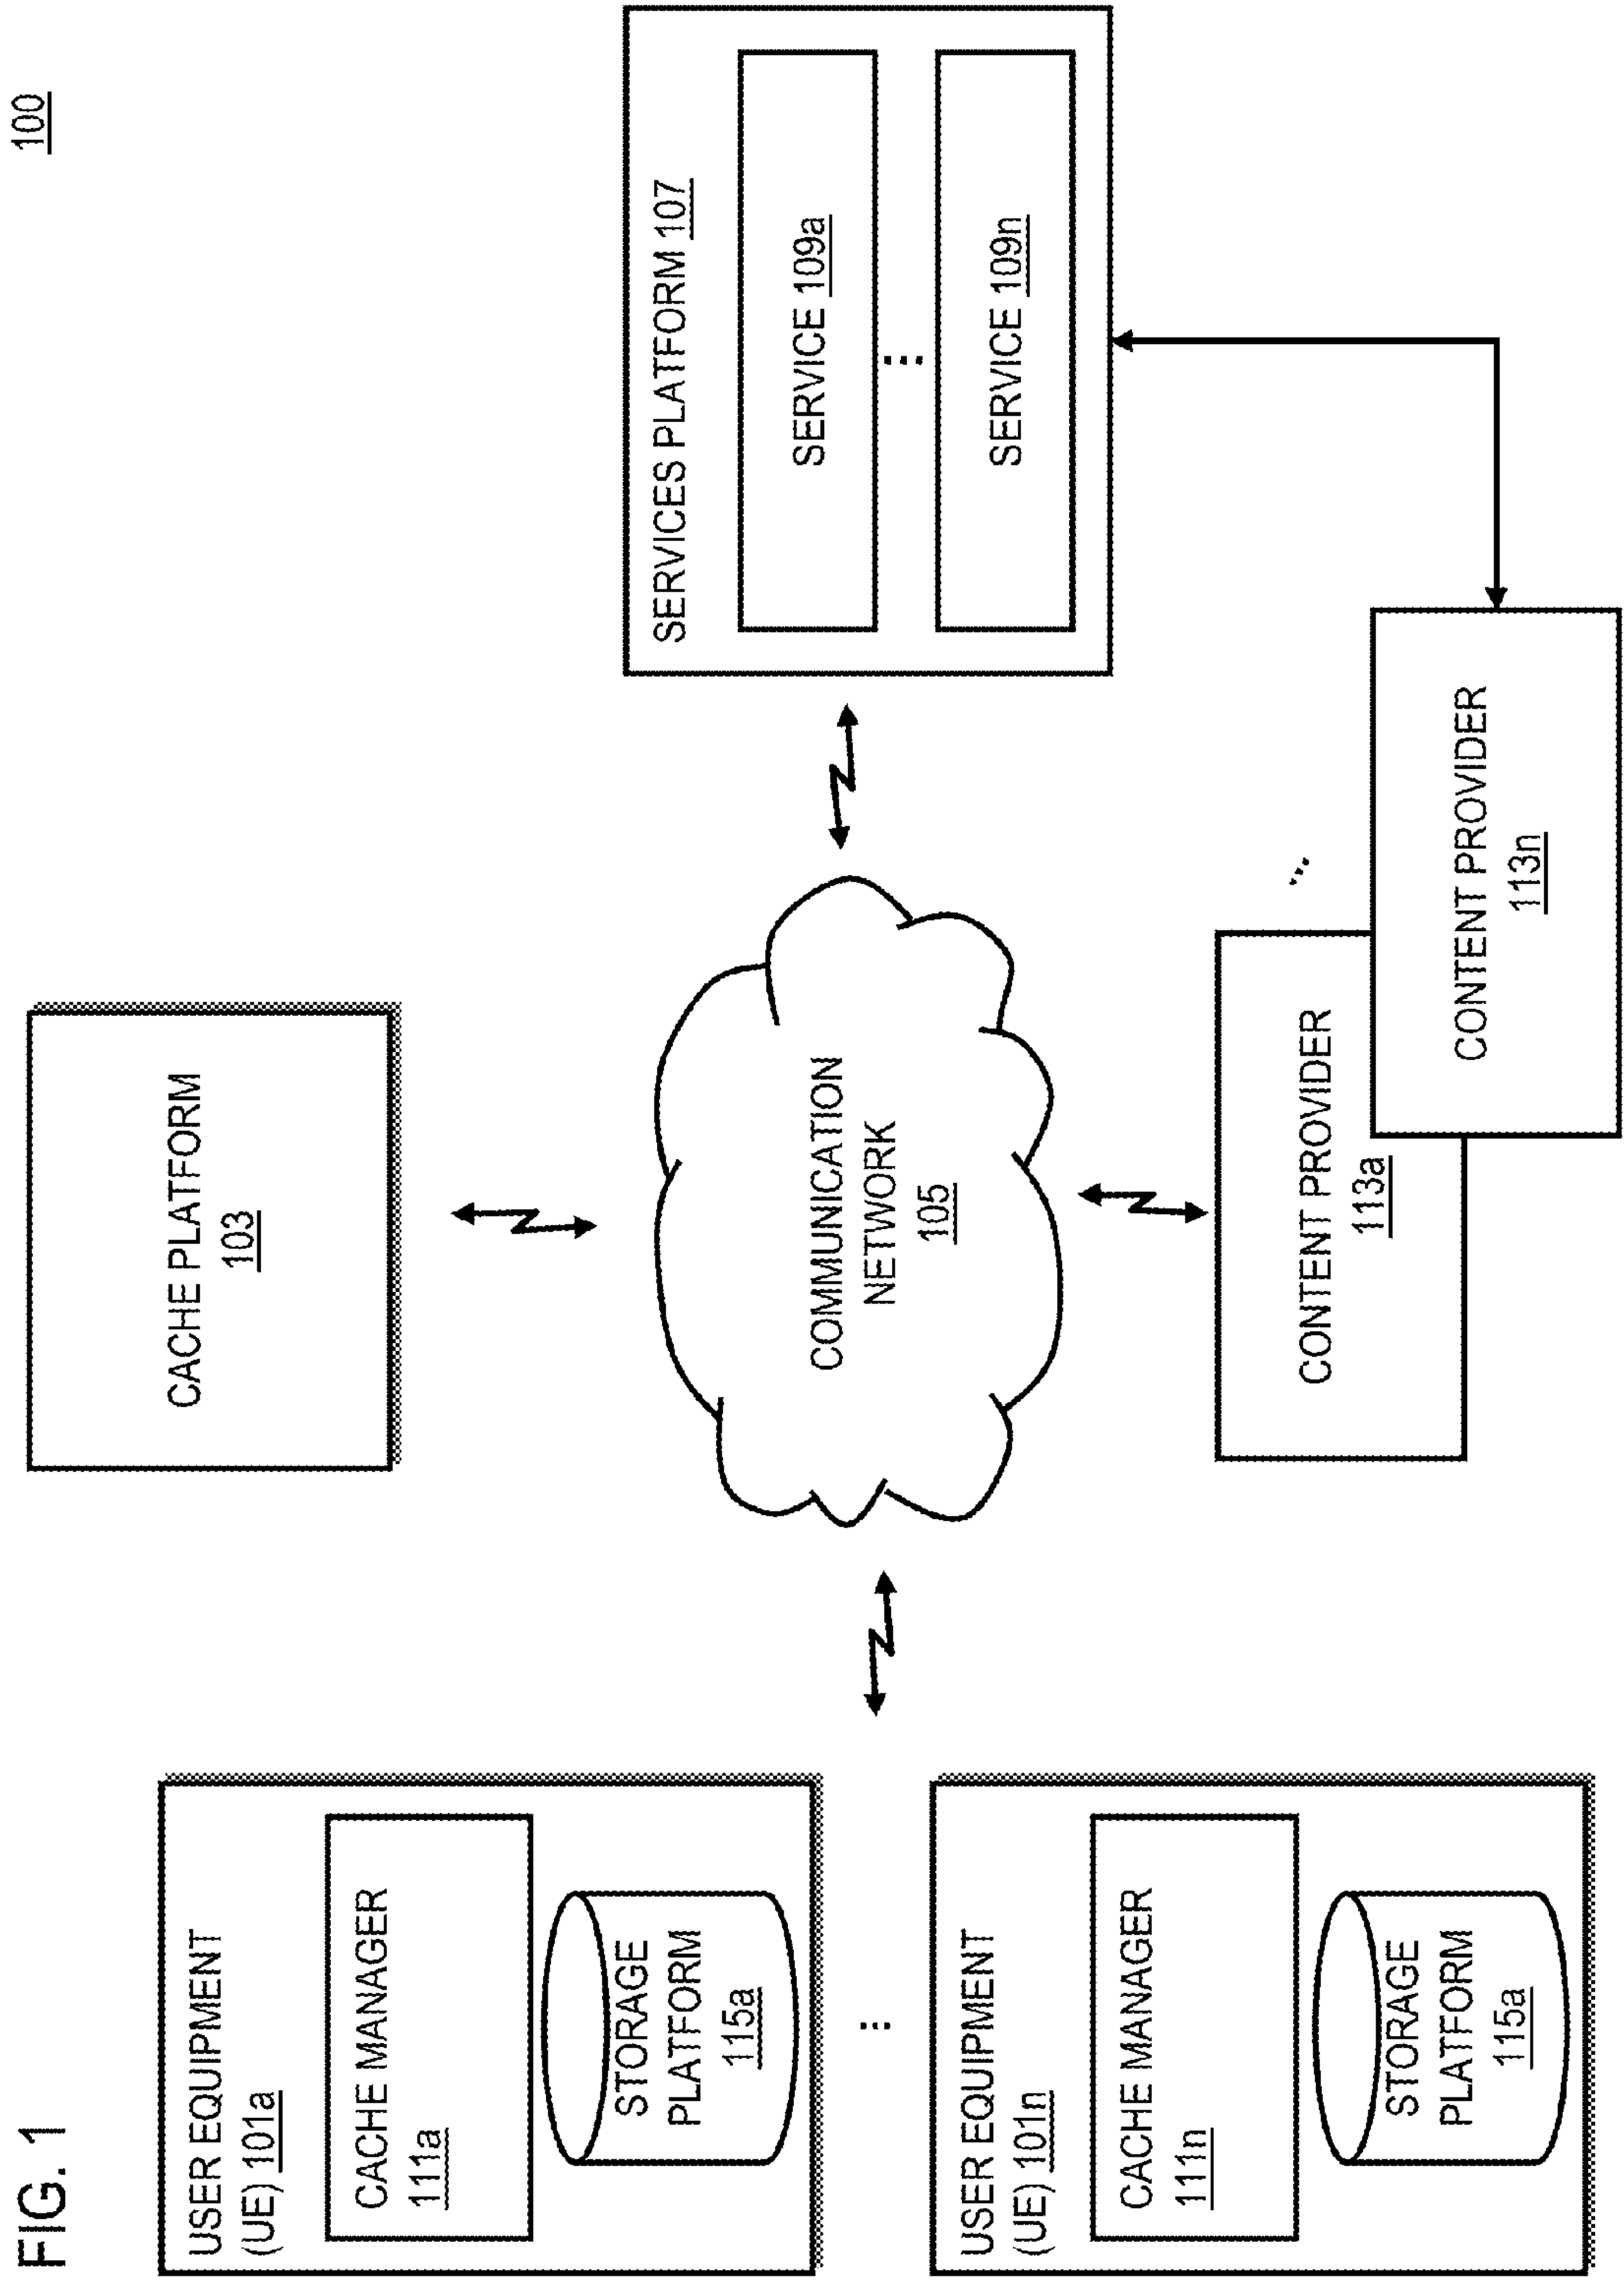 FIG. 1
100
CACHE PLATFORM
103
USER EQUIPMENT
(UE) 101a
CACHE MANAGER
111a
STORAGE
PLATFORM
115a
...
USER EQUIPMENT
(UE) 101n
CACHE MANAGER
111n
STORAGE
PLATFORM
115a
COMMUNICATION
NETWORK
105
SERVICES PLATFORM 107
SERVICE 109a
...
SERVICE 109n
CONTENT PROVIDER
113a
...
CONTENT PROVIDER
113n